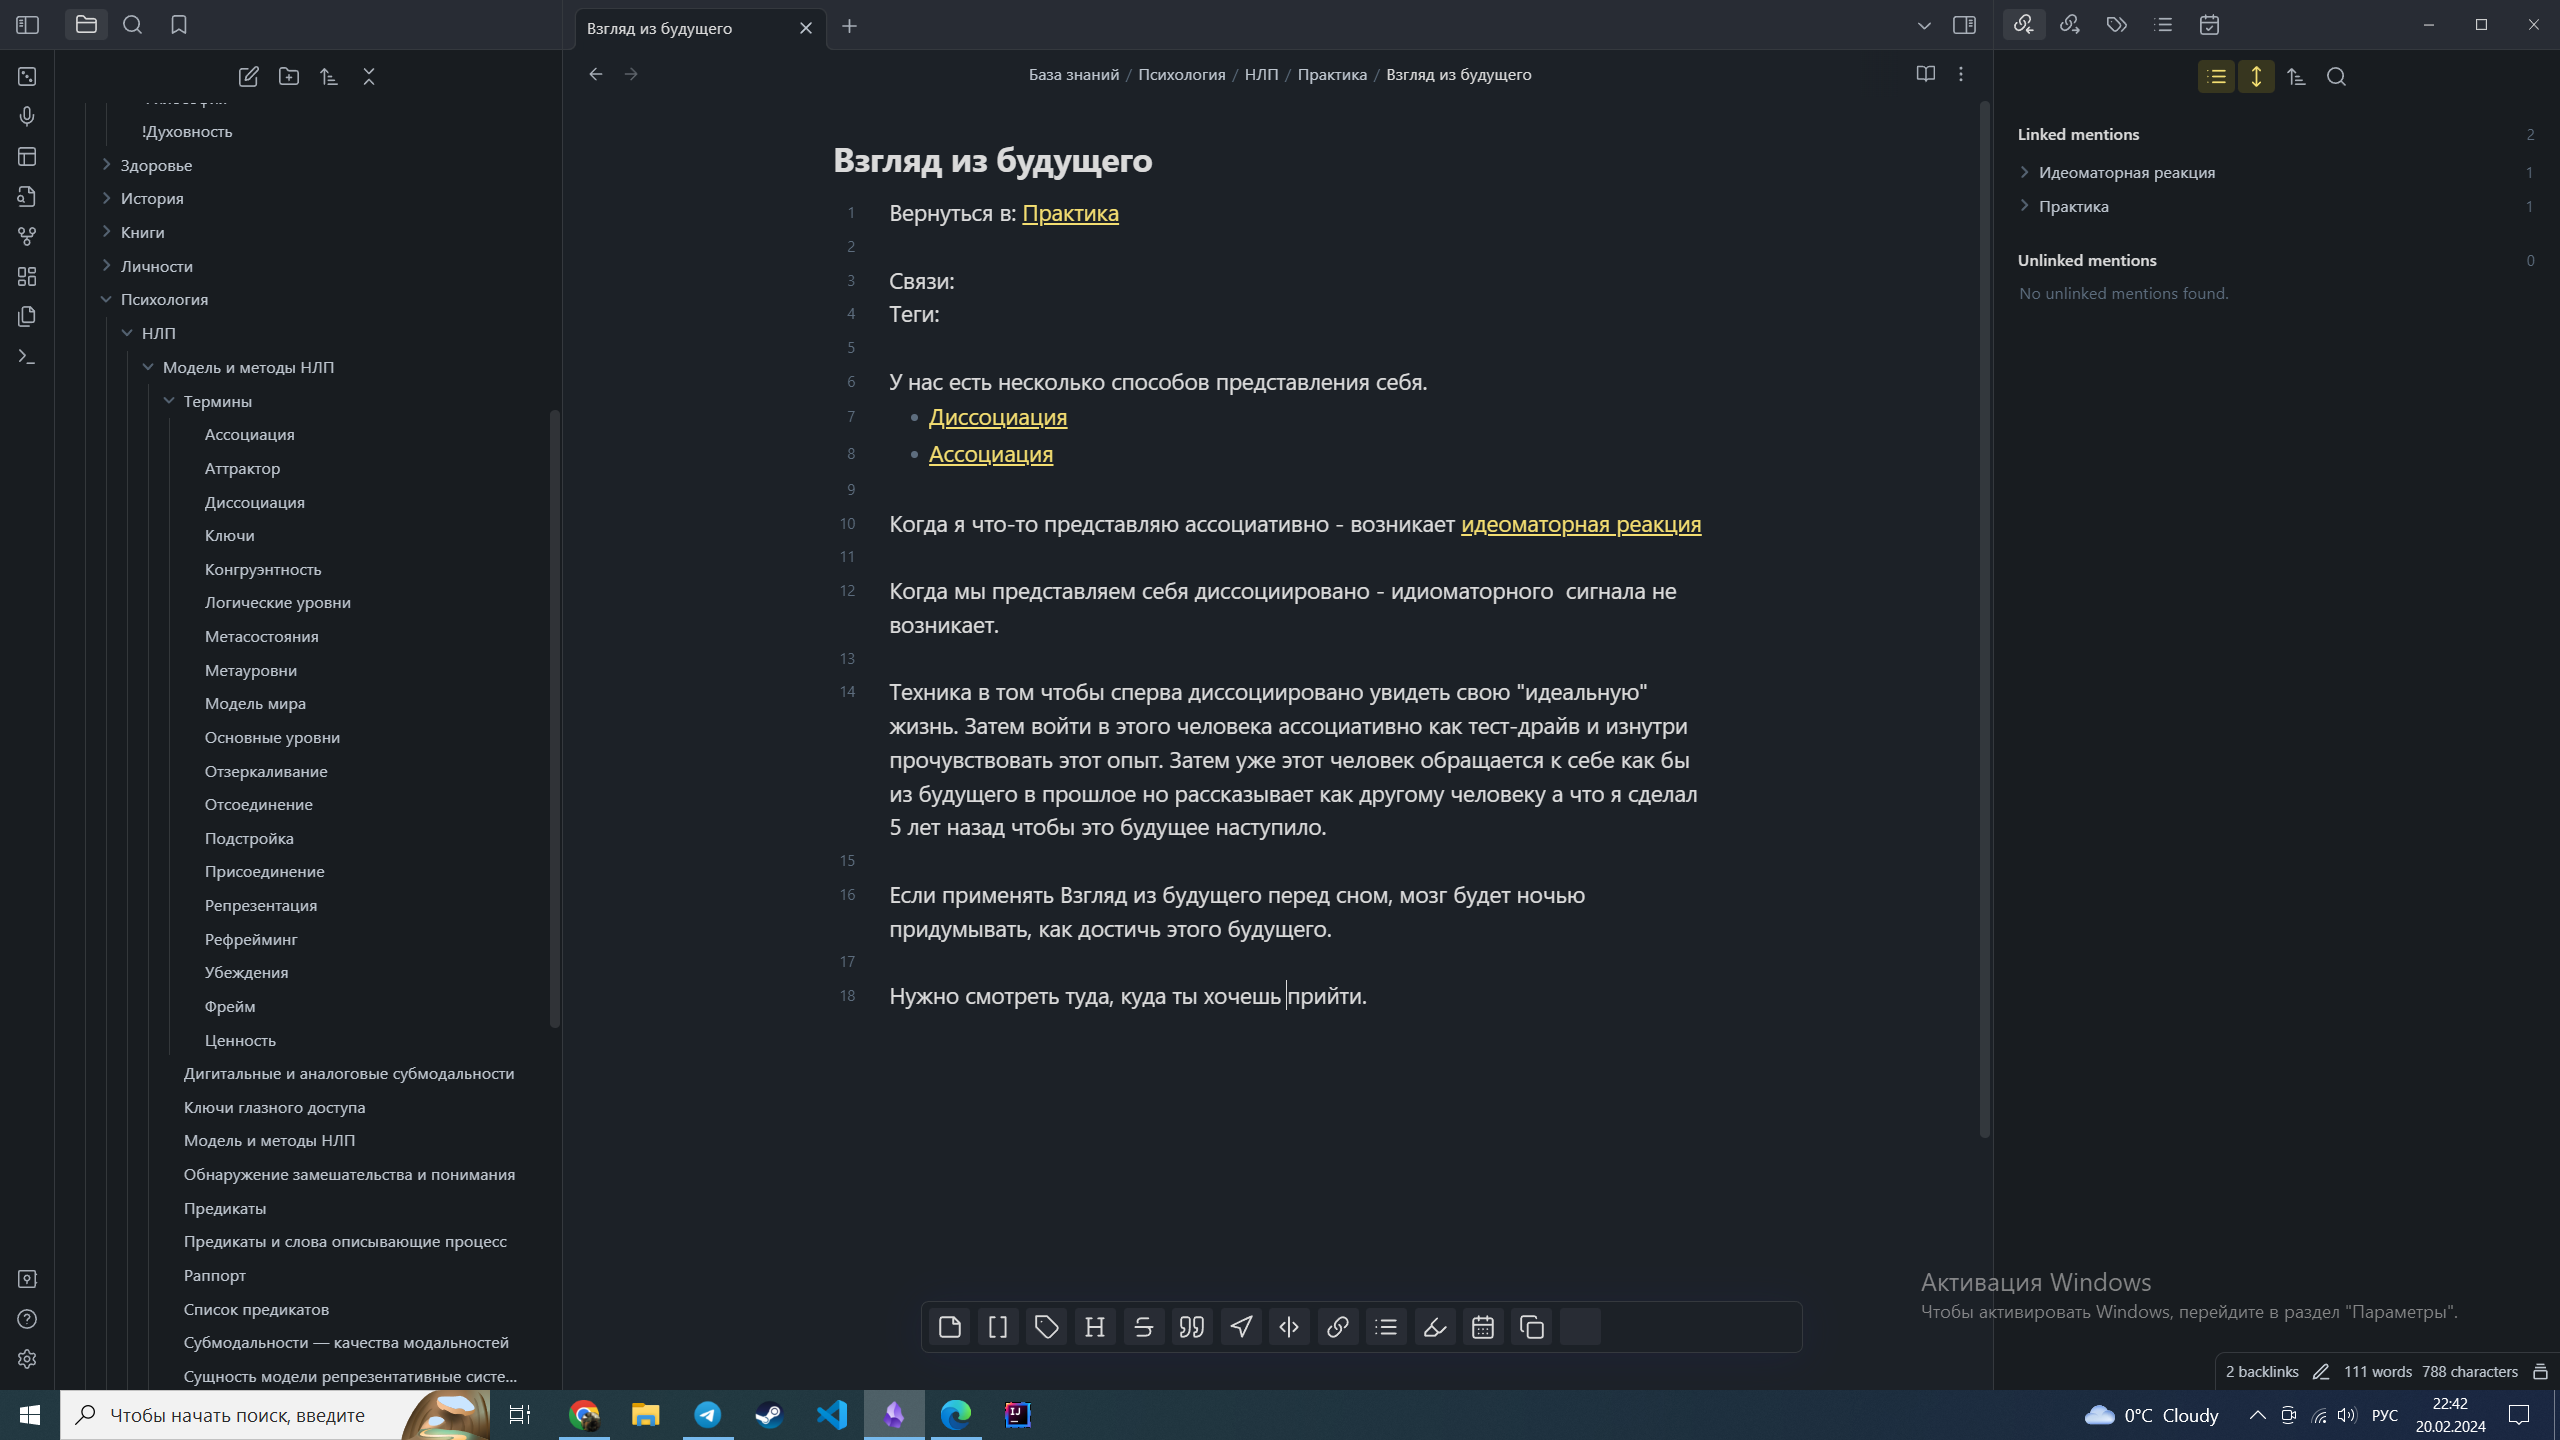 Взгляд из будущего
База знаний / Психология / НЛП / Практика / Взгляд из будущего
!Духовность
Здоровье
История
Книги
Личности
Психология
НЛП
Модель и методы НЛП
Термины
Ассоциация
Аттрактор
Диссоциация
Ключи
Конгруэнтность
Логические уровни
Метасостояния
Метауровни
Модель мира
Основные уровни
Отзеркаливание
Отсоединение
Подстройка
Присоединение
Репрезентация
Рефрейминг
Убеждения
Фрейм
Ценность
Дигитальные и аналоговые субмодальности
Ключи глазного доступа
Модель и методы НЛП
Обнаружение замешательства и понимания
Предикаты
Предикаты и слова описывающие процесс
Раппорт
Список предикатов
Субмодальности — качества модальностей
Сущность модели репрезентативные систе...
Взгляд из будущего
1 Вернуться в: Практика
2
3 Связи:
4 Теги:
5
6 У нас есть несколько способов представления себя.
7 • Диссоциация
8 • Ассоциация
9
10 Когда я что-то представляю ассоциативно - возникает идеоматорная реакция
11
12 Когда мы представляем себя диссоциировано - идиоматорного  сигнала не
возникает.
13
14 Техника в том чтобы сперва диссоциировано увидеть свою "идеальную"
жизнь. Затем войти в этого человека ассоциативно как тест-драйв и изнутри
прочувствовать этот опыт. Затем уже этот человек обращается к себе как бы
из будущего в прошлое но рассказывает как другому человеку а что я сделал
5 лет назад чтобы это будущее наступило.
15
16 Если применять Взгляд из будущего перед сном, мозг будет ночью
придумывать, как достичь этого будущего.
17
18 Нужно смотреть туда, куда ты хочешь прийти.
Linked mentions 2
Идеоматорная реакция 1
Практика 1
Unlinked mentions 0
No unlinked mentions found.
Активация Windows
Чтобы активировать Windows, перейдите в раздел "Параметры".
2 backlinks 111 words 788 characters
Чтобы начать поиск, введите
0°C Cloudy
РУС
22:42
20.02.2024